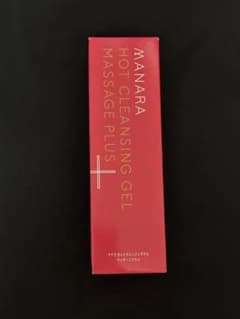 MANARA
HOT CLEANSING GEL
MASSAGE PLUS